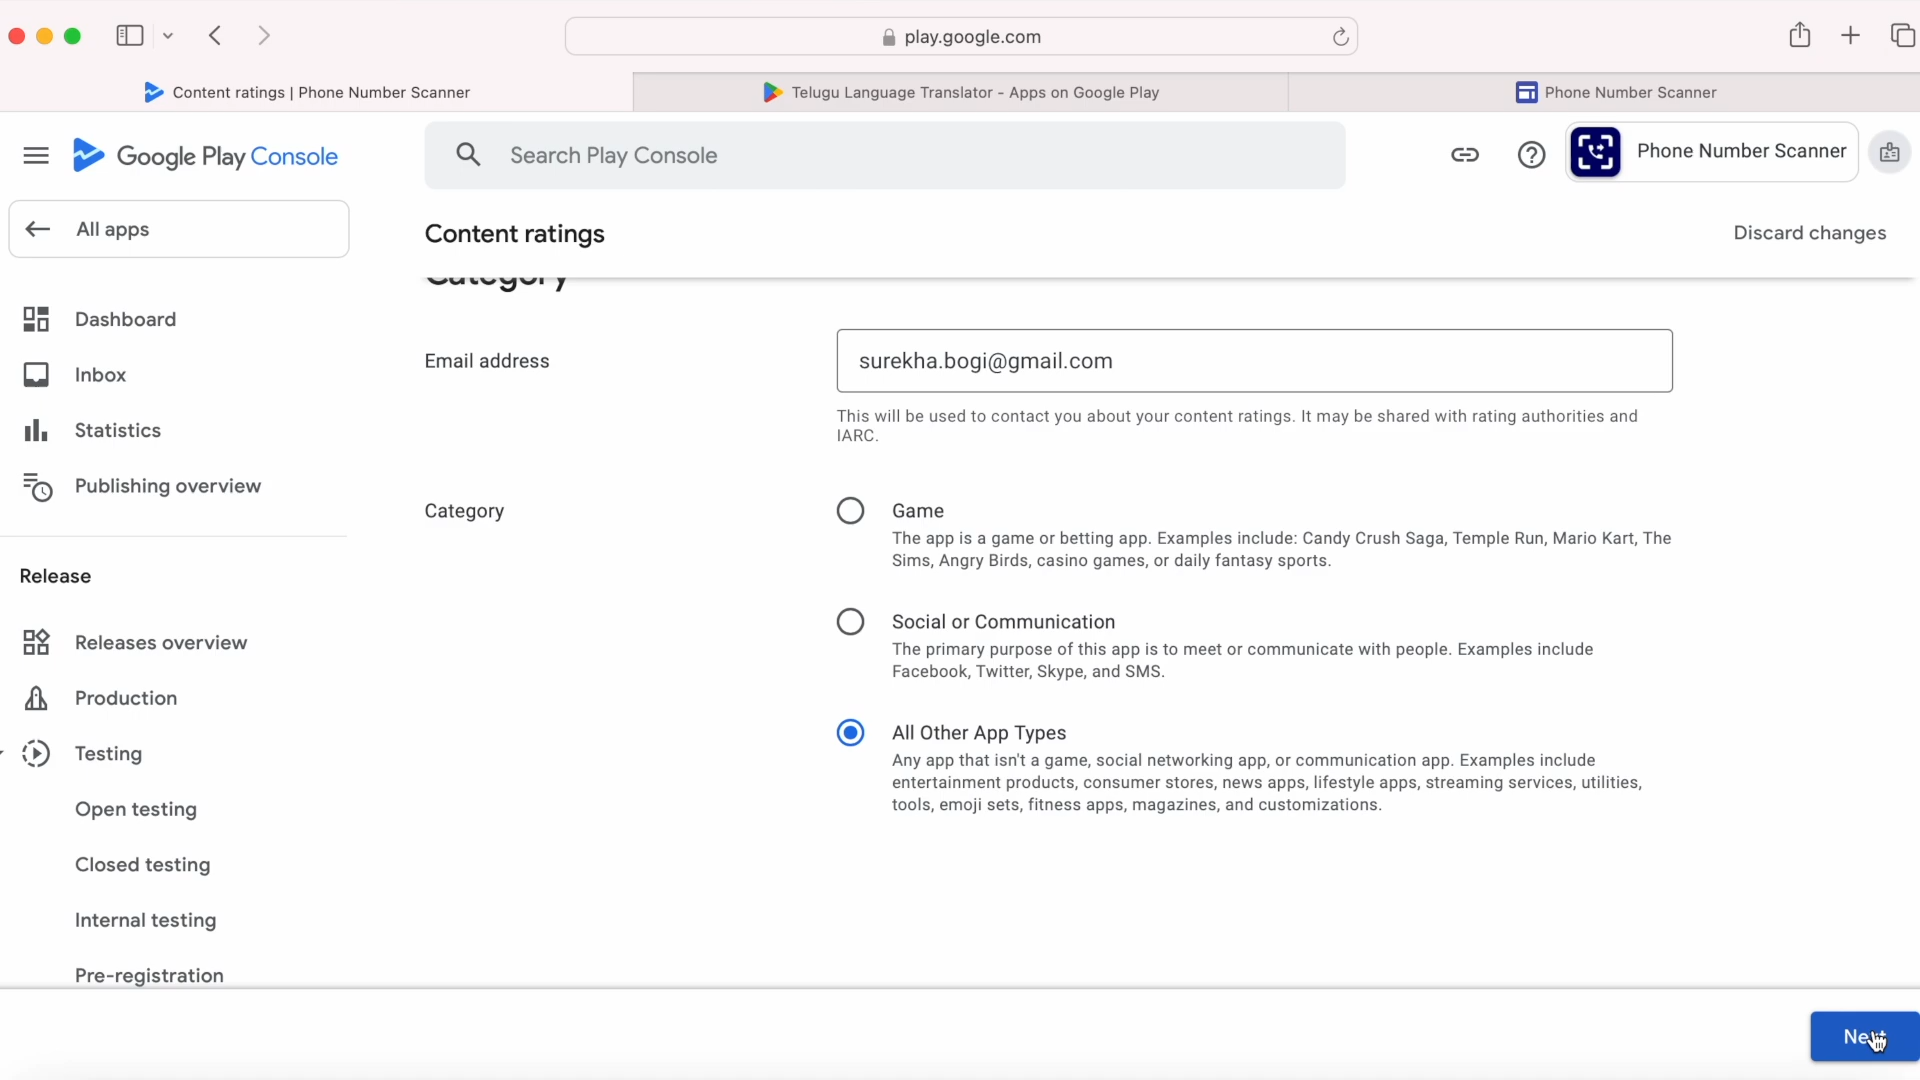 play.google.com
Content ratings | Phone Number Scanner
Telugu Language Translator - Apps on Google Play
Phone Number Scanner
Google Play Console
Search Play Console
Phone Number Scanner
All apps
Content ratings
Discard changes
Category
Dashboard
Email address
surekha.bogi@gmail.com
Inbox
This will be used to contact you about your content ratings. It may be shared with rating authorities and
IARC.
Statistics
Publishing overview
Category
Game
The app is a game or betting app. Examples include: Candy Crush Saga, Temple Run, Mario Kart, The
Sims, Angry Birds, casino games, or daily fantasy sports.
Release
Social or Communication
The primary purpose of this app is to meet or communicate with people. Examples include
Facebook, Twitter, Skype, and SMS.
Releases overview
Production
All Other App Types
Any app that isn't a game, social networking app, or communication app. Examples include
entertainment products, consumer stores, news apps, lifestyle apps, streaming services, utilities,
tools, emoji sets, fitness apps, magazines, and customizations.
Testing
Open testing
Closed testing
Internal testing
Pre-registration
Next